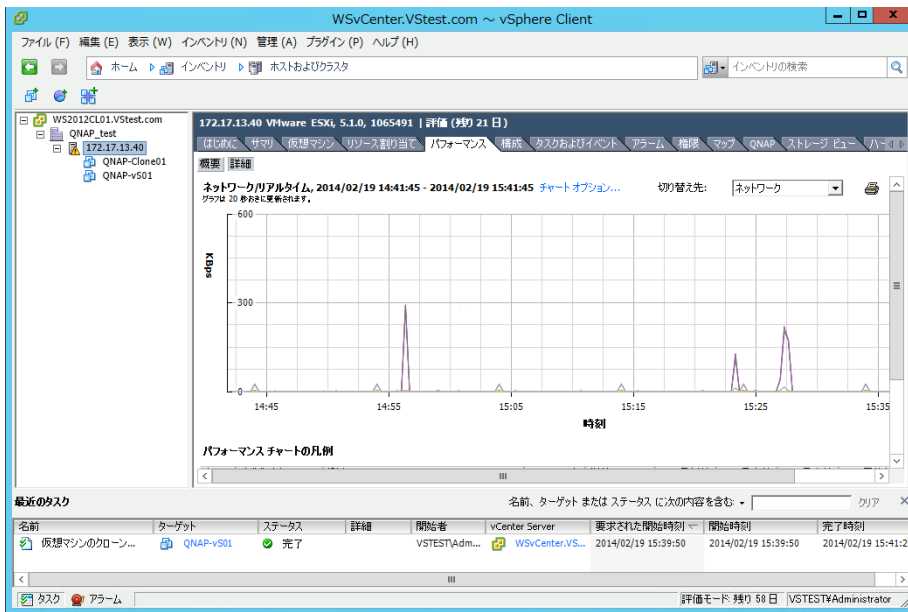 WSvCenter.VStest.com ~ vSphere Client
ファイル (F) 編集 (E) 表示 (W) インベントリ (N) 管理 (A) プラグイン (P) ヘルプ (H)
ホーム インベントリ ホストおよびクラスタ インベントリの検索
WS2012CL01.VStest.com
QNAP_test
172.17.13.40
QNAP-Clone01
QNAP-vS01
172.17.13.40 VMware ESXi, 5.1.0, 1065491 | 評価 (残り 21 日)
はじめに サマリ 仮想マシン リソース割り当て パフォーマンス 構成 タスクおよびイベント アラーム 権限 マップ QNAP ストレージ ビュー ハー
概要 詳細
ネットワーク/リアルタイム, 2014/02/19 14:41:45 - 2014/02/19 15:41:45 チャート オプション... 切り替え先: ネットワーク
グラフは 20 秒おきに更新されます。
600
KBps
300
0
14:45 14:55 15:05 15:15 15:25 15:35
時刻
パフォーマンス チャートの凡例
最近のタスク 名前、ターゲット または ステータス に次の内容を含む: クリア
名前 ターゲット ステータス 詳細 開始者 vCenter Server 要求された開始時刻 開始時刻 完了時刻
仮想マシンのクローン... QNAP-vS01 完了 VSTEST\Adm... WSvCenter.VS... 2014/02/19 15:39:50 2014/02/19 15:39:50 2014/02/19 15:41:2
タスク アラーム 評価モード: 残り 58 日 VSTEST¥Administrator